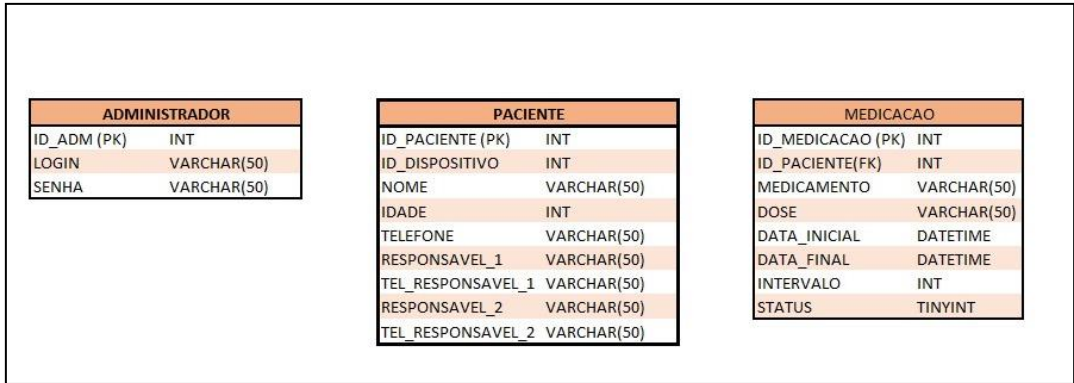 ADMINISTRADOR
ID_ADM (PK) INT
LOGIN VARCHAR(50)
SENHA VARCHAR(50)
PACIENTE
ID_PACIENTE (PK) INT
ID_DISPOSITIVO INT
NOME VARCHAR(50)
IDADE INT
TELEFONE VARCHAR(50)
RESPONSAVEL_1 VARCHAR(50)
TEL_RESPONSAVEL_1 VARCHAR(50)
RESPONSAVEL_2 VARCHAR(50)
TEL_RESPONSAVEL_2 VARCHAR(50)
MEDICACAO
ID_MEDICACAO (PK) INT
ID_PACIENTE(FK) INT
MEDICAMENTO VARCHAR(50)
DOSE VARCHAR(50)
DATA_INICIAL DATETIME
DATA_FINAL DATETIME
INTERVALO INT
STATUS TINYINT